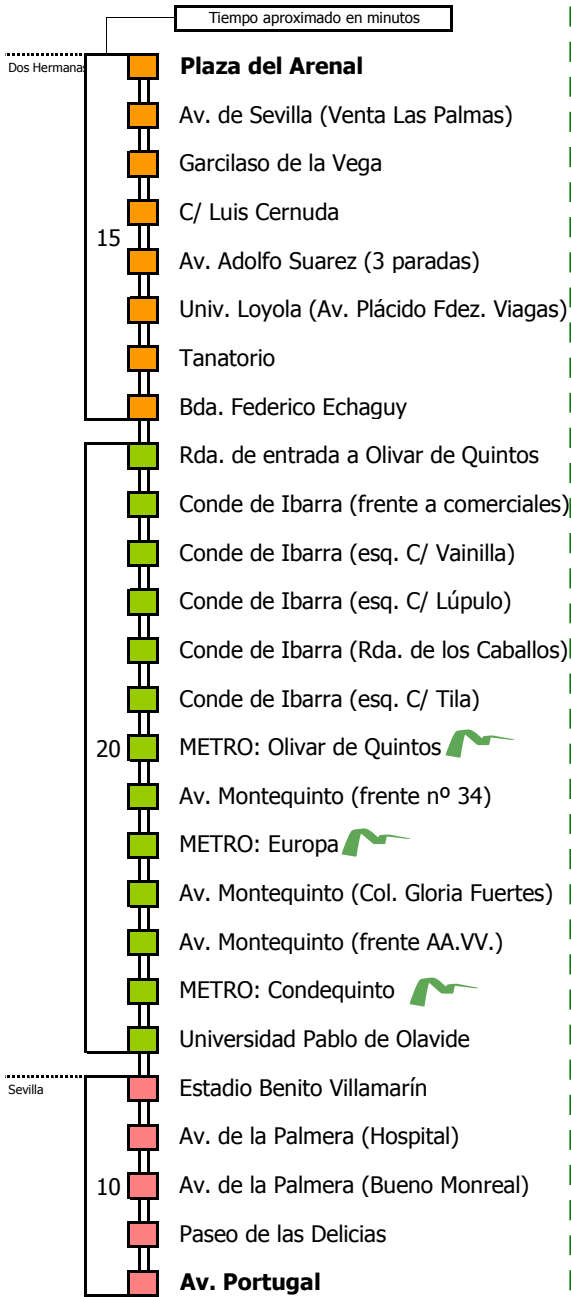 Tiempo aproximado en minutos
Dos Hermanas
Plaza del Arenal
Av. de Sevilla (Venta Las Palmas)
Garcilaso de la Vega
C/ Luis Cernuda
15
Av. Adolfo Suarez (3 paradas)
Univ. Loyola (Av. Plácido Fdez. Viagas)
Tanatorio
Bda. Federico Echaguy
Rda. de entrada a Olivar de Quintos
Conde de Ibarra (frente a comerciales)
Conde de Ibarra (esq. C/ Vainilla)
Conde de Ibarra (esq. C/ Lúpulo)
Conde de Ibarra (Rda. de los Caballos)
Conde de Ibarra (esq. C/ Tila)
20
METRO: Olivar de Quintos
Av. Montequinto (frente nº 34)
METRO: Europa
Av. Montequinto (Col. Gloria Fuertes)
Av. Montequinto (frente AA.VV.)
METRO: Condequinto
Universidad Pablo de Olavide
Sevilla
Estadio Benito Villamarín
Av. de la Palmera (Hospital)
10
Av. de la Palmera (Bueno Monreal)
Paseo de las Delicias
Av. Portugal